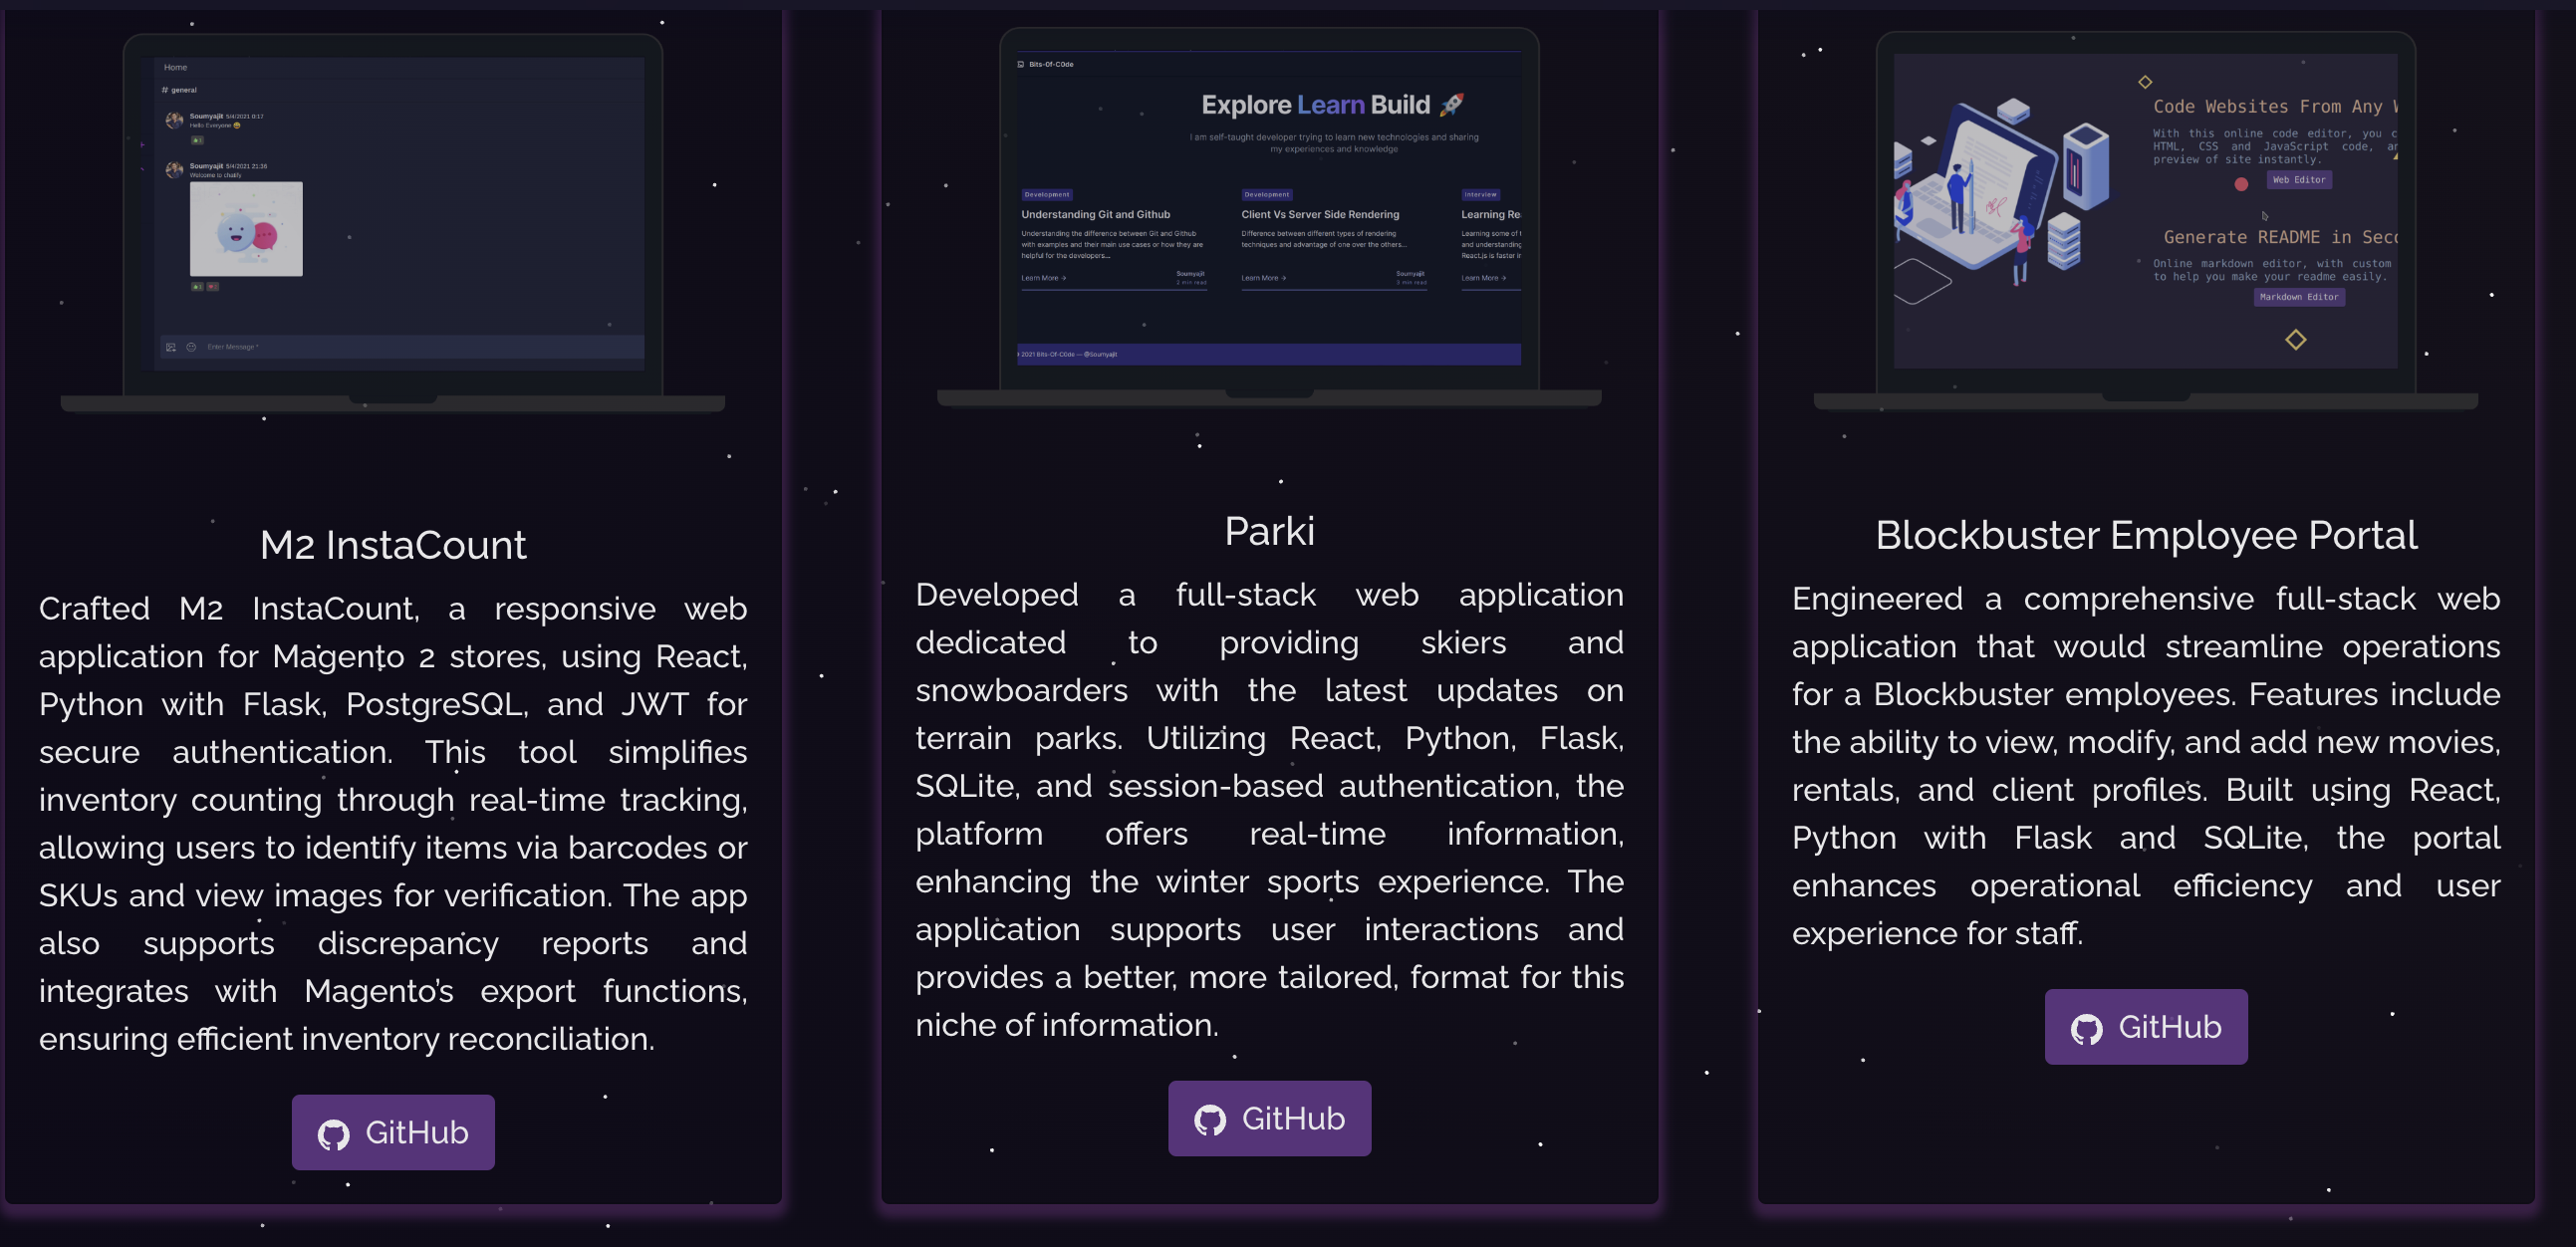 Home
# general
Soumyajit 5/4/2021 0:17
Hello Everyone 😀
Soumyajit 5/4/2021 21:36
Welcome to chatify
Enter Message *
M2 InstaCount
Crafted M2 InstaCount, a responsive web
application for Magento 2 stores, using React,
Python with Flask, PostgreSQL, and JWT for
secure authentication. This tool simplifies
inventory counting through real-time tracking,
allowing users to identify items via barcodes or
SKUs and view images for verification. The app
also supports discrepancy reports and
integrates with Magento’s export functions,
ensuring efficient inventory reconciliation.
GitHub
Bits-Of-C0de
Explore Learn Build 🚀
I am self-taught developer trying to learn new technologies and sharing
my experiences and knowledge
Development
Understanding Git and Github
Understanding the difference between Git and Github
with examples and their main use cases or how they are
helpful for the developers...
Learn More →
Soumyajit
2 min read
Development
Client Vs Server Side Rendering
Difference between different types of rendering
techniques and advantage of one over the others...
Learn More →
Soumyajit
3 min read
Interview
Learning Re
Learning some of t
and understanding
React.js is faster in
Learn More →
2021 Bits-Of-C0de — @Soumyajit
Parki
Developed a full-stack web application
dedicated to providing skiers and
snowboarders with the latest updates on
terrain parks. Utilizing React, Python, Flask,
SQLite, and session-based authentication, the
platform offers real-time information,
enhancing the winter sports experience. The
application supports user interactions and
provides a better, more tailored, format for this
niche of information.
GitHub
Code Websites From Any W
With this online code editor, you c
HTML, CSS and JavaScript code, an
preview of site instantly.
Web Editor
Generate README in Seco
Online markdown editor, with custom
to help you make your readme easily.
Markdown Editor
Blockbuster Employee Portal
Engineered a comprehensive full-stack web
application that would streamline operations
for a Blockbuster employees. Features include
the ability to view, modify, and add new movies,
rentals, and client profiles. Built using React,
Python with Flask and SQLite, the portal
enhances operational efficiency and user
experience for staff.
GitHub